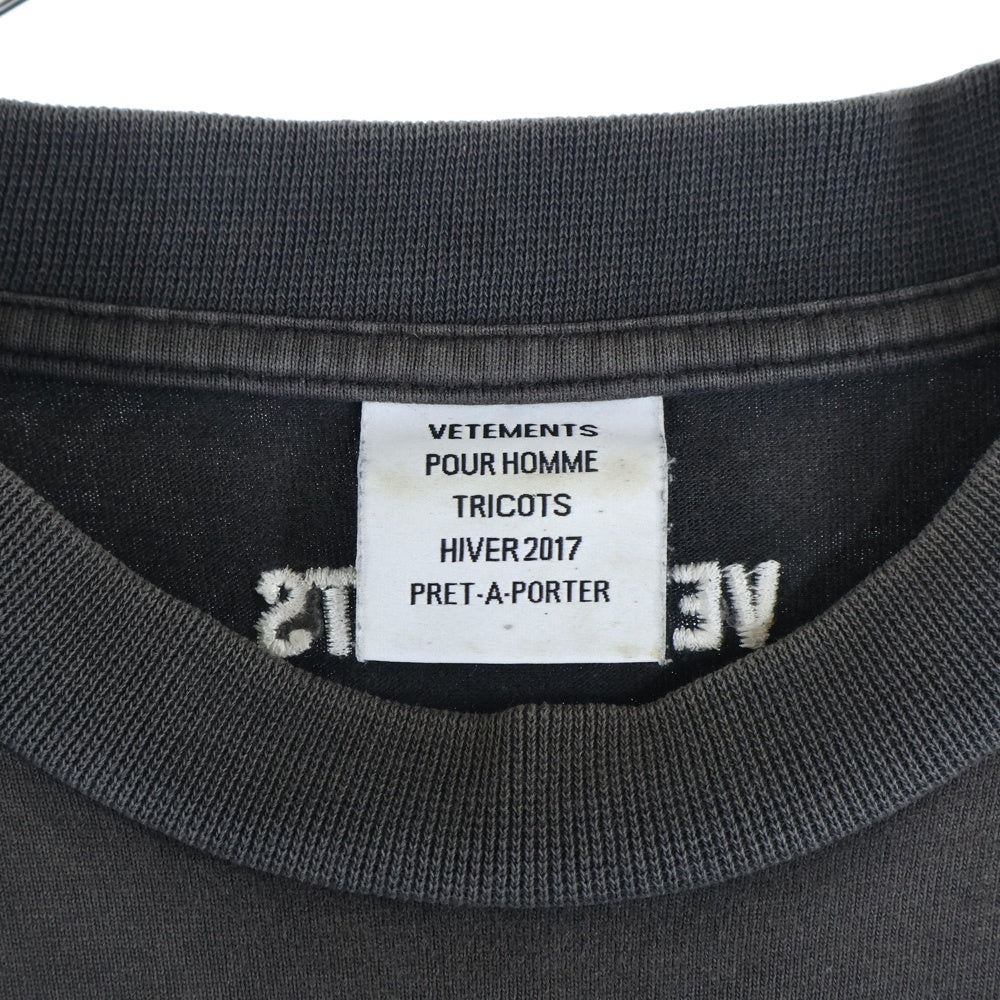 VETEMENTS
POUR HOMME
TRICOTS
HIVER 2017
PRET-A-PORTER